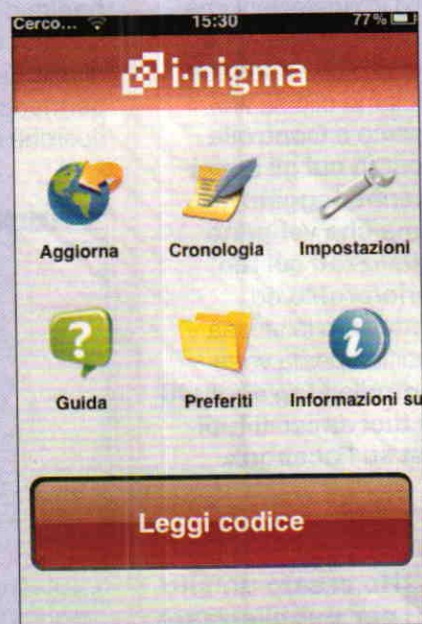 Cerco... 15:30 77%
i-nigma
Aggiorna Cronologia Impostazioni
Guida Preferiti Informazioni su
Leggi codice